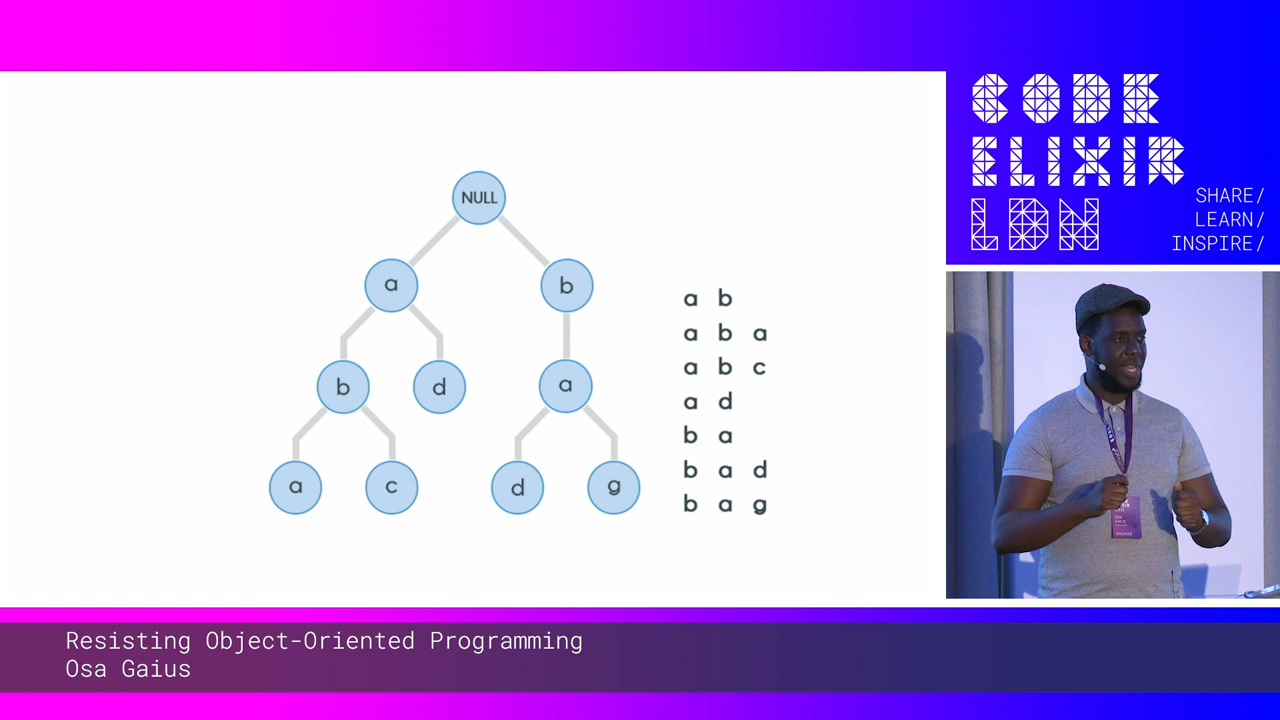 NULL
a b
b d a
a c d g
a b
a b a
a b c
a d
b a
b a d
b a g
CODE
ELIXIR
LDN
SHARE/
LEARN/
INSPIRE/
Resisting Object-Oriented Programming
Osa Gaius